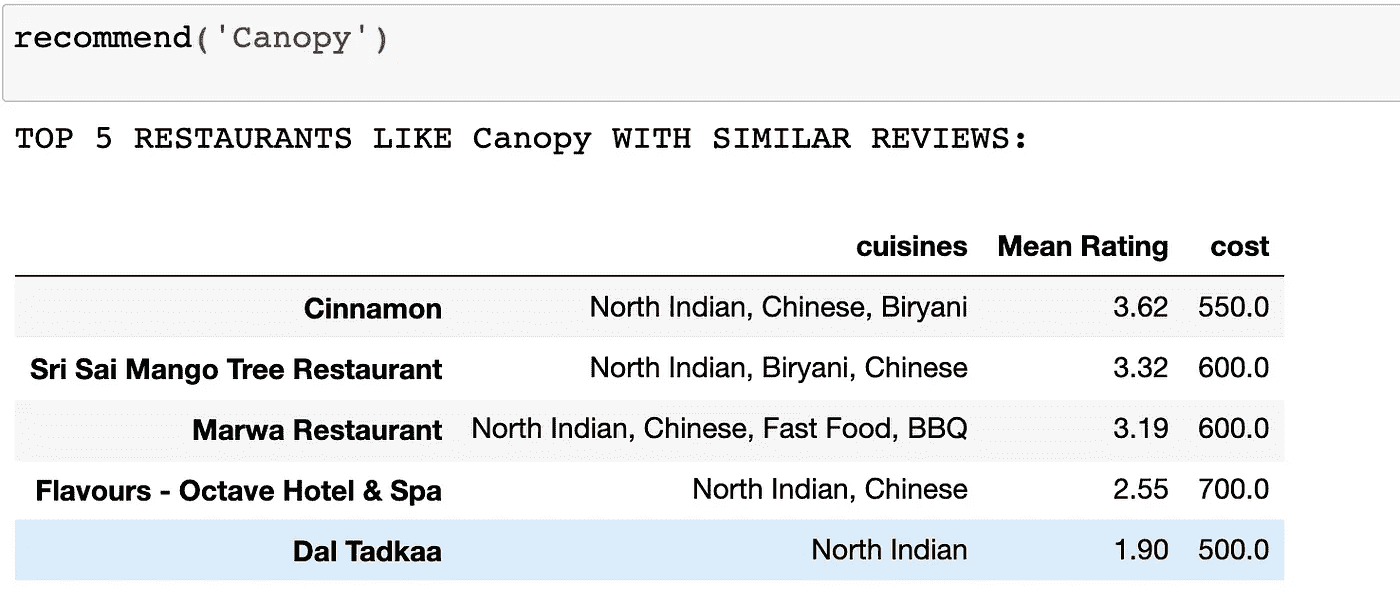 recommend('Canopy')
TOP 5 RESTAURANTS LIKE Canopy WITH SIMILAR REVIEWS:
cuisines Mean Rating cost
Cinnamon North Indian, Chinese, Biryani 3.62 550.0
Sri Sai Mango Tree Restaurant North Indian, Biryani, Chinese 3.32 600.0
Marwa Restaurant North Indian, Chinese, Fast Food, BBQ 3.19 600.0
Flavours - Octave Hotel & Spa North Indian, Chinese 2.55 700.0
Dal Tadkaa North Indian 1.90 500.0